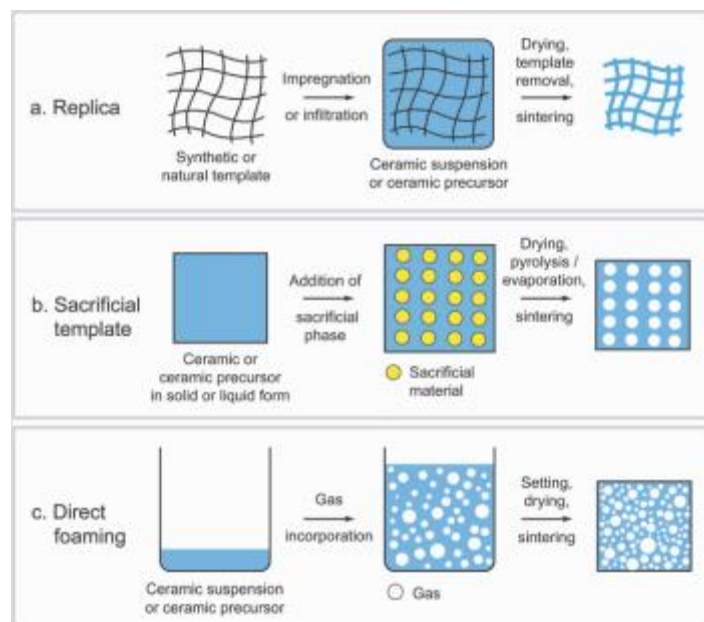 a. Replica
Synthetic or
natural template
Impregnation
or infiltration
Ceramic suspension
or ceramic precursor
Drying,
template
removal,
sintering
b. Sacrificial
template
Ceramic or
ceramic precursor
in solid or liquid form
Addition of
sacrificial
phase
Sacrificial
material
Drying,
pyrolysis /
evaporation,
sintering
c. Direct
foaming
Ceramic suspension
or ceramic precursor
Gas
incorporation
Gas
Setting,
drying,
sintering